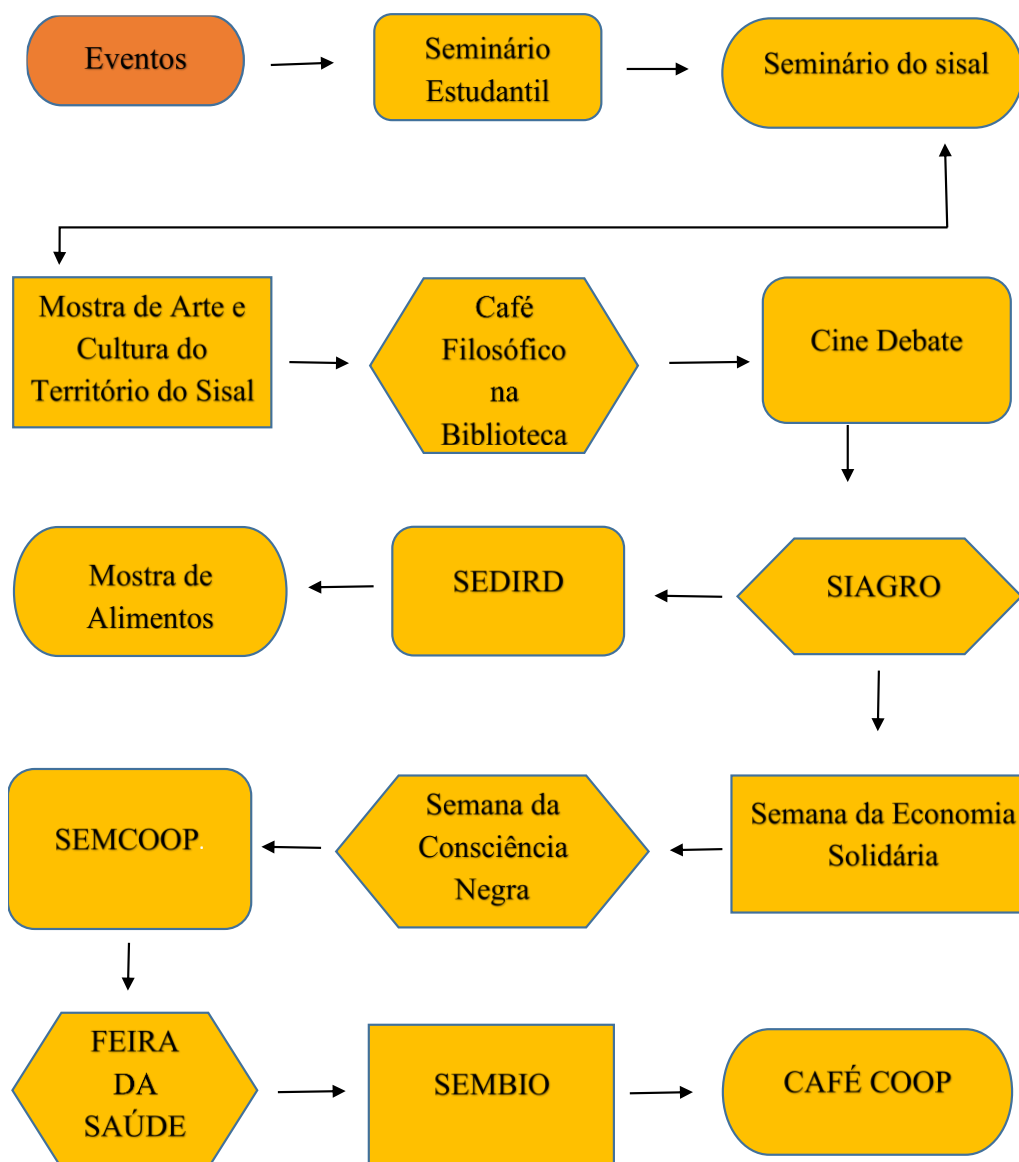 Eventos
Seminário
Estudantil
Seminário do sisal
Mostra de Arte e
Cultura do
Território do Sisal
Café
Filosófico
na
Biblioteca
Cine Debate
Mostra de
Alimentos
SEDIRD
SIAGRO
SEMCOOP.
Semana da
Consciência
Negra
Semana da Economia
Solidária
FEIRA
DA
SAÚDE
SEMBIO
CAFÉ COOP